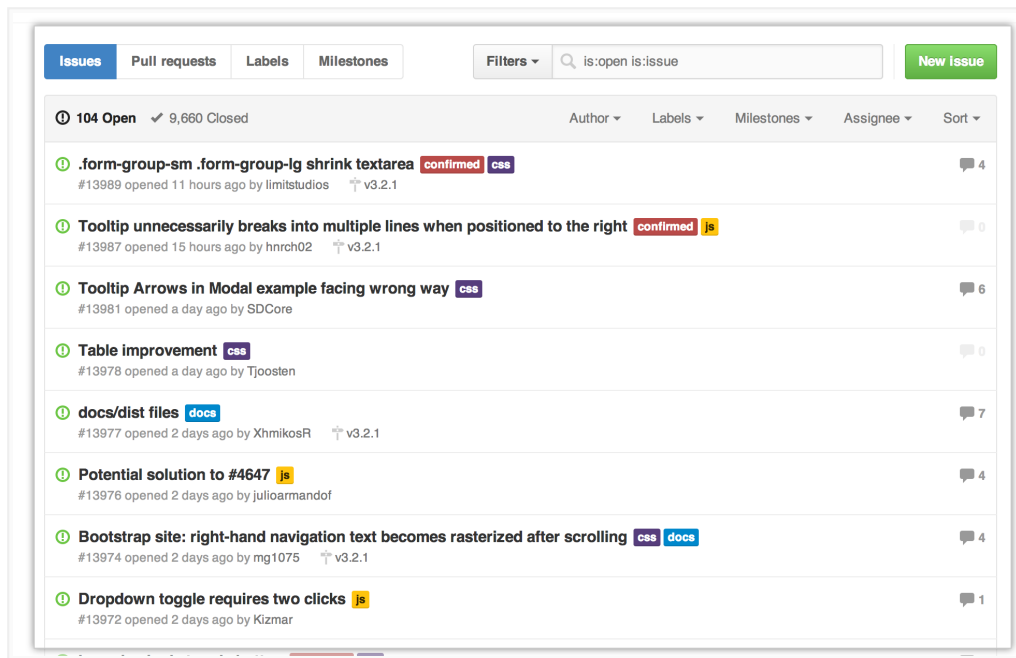 Issues Pull requests Labels Milestones Filters is:open is:issue New issue
104 Open 9,660 Closed Author Labels Milestones Assignee Sort
.form-group-sm .form-group-lg shrink textarea confirmed css 4
#13989 opened 11 hours ago by limitstudios v3.2.1
Tooltip unnecessarily breaks into multiple lines when positioned to the right confirmed js 0
#13987 opened 15 hours ago by hnrch02 v3.2.1
Tooltip Arrows in Modal example facing wrong way css 6
#13981 opened a day ago by SDCore
Table improvement css 0
#13978 opened a day ago by Tjoosten
docs/dist files docs 7
#13977 opened 2 days ago by XhmikosR v3.2.1
Potential solution to #4647 js 4
#13976 opened 2 days ago by julioarmandof
Bootstrap site: right-hand navigation text becomes rasterized after scrolling css docs 4
#13974 opened 2 days ago by mg1075 v3.2.1
Dropdown toggle requires two clicks js 1
#13972 opened 2 days ago by Kizmar